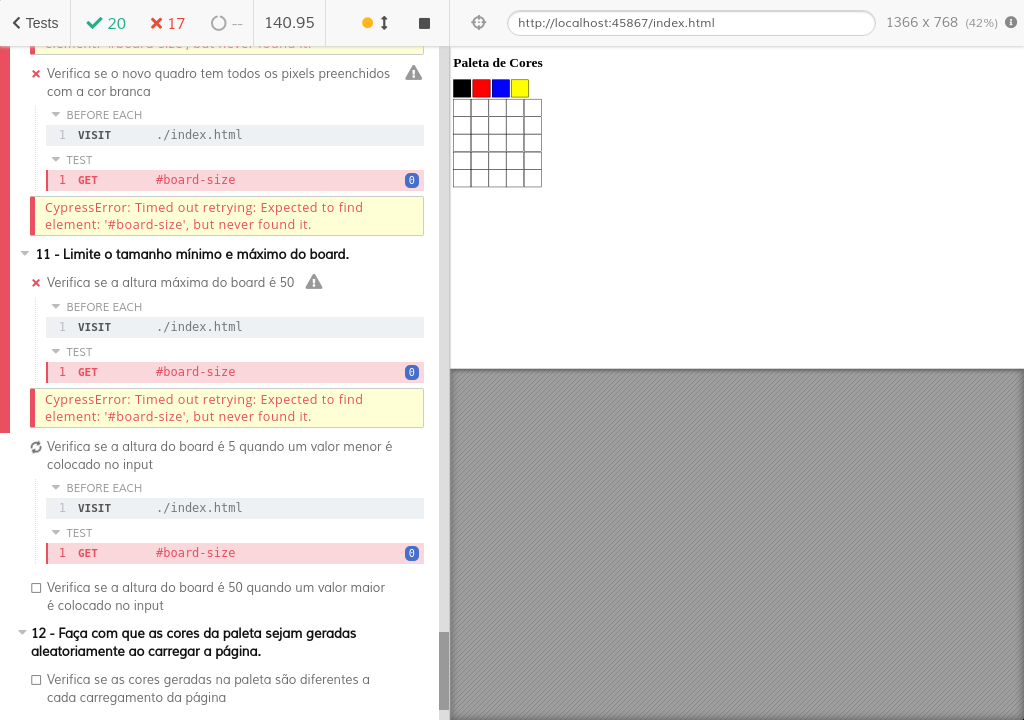 Tests
20
17
--
140.95
http://localhost:45867/index.html
1366 x 768 (42%)
element: '#board-size', but never found it.
Verifica se o novo quadro tem todos os pixels preenchidos
com a cor branca
BEFORE EACH
1 VISIT ./index.html
TEST
1 GET #board-size 0
CypressError: Timed out retrying: Expected to find
element: '#board-size', but never found it.
11 - Limite o tamanho mínimo e máximo do board.
Verifica se a altura máxima do board é 50
BEFORE EACH
1 VISIT ./index.html
TEST
1 GET #board-size 0
CypressError: Timed out retrying: Expected to find
element: '#board-size', but never found it.
Verifica se a altura do board é 5 quando um valor menor é
colocado no input
BEFORE EACH
1 VISIT ./index.html
TEST
1 GET #board-size 0
Verifica se a altura do board é 50 quando um valor maior
é colocado no input
12 - Faça com que as cores da paleta sejam geradas
aleatoriamente ao carregar a página.
Verifica se as cores geradas na paleta são diferentes a
cada carregamento da página
Paleta de Cores